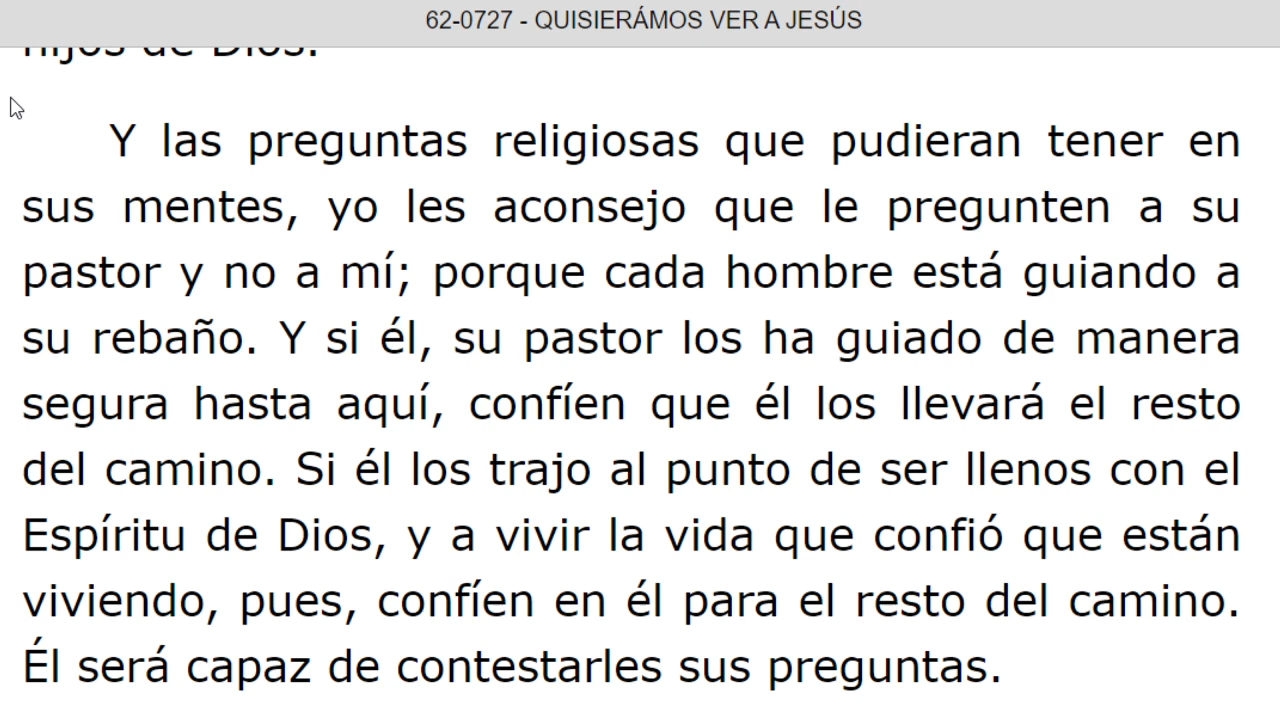 62-0727 - QUISIERÁMOS VER A JESÚS
hijos de Dios.
Y las preguntas religiosas que pudieran tener en
sus mentes, yo les aconsejo que le pregunten a su
pastor y no a mí; porque cada hombre está guiando a
su rebaño. Y si él, su pastor los ha guiado de manera
segura hasta aquí, confíen que él los llevará el resto
del camino. Si él los trajo al punto de ser llenos con el
Espíritu de Dios, y a vivir la vida que confió que están
viviendo, pues, confíen en él para el resto del camino.
Él será capaz de contestarles sus preguntas.